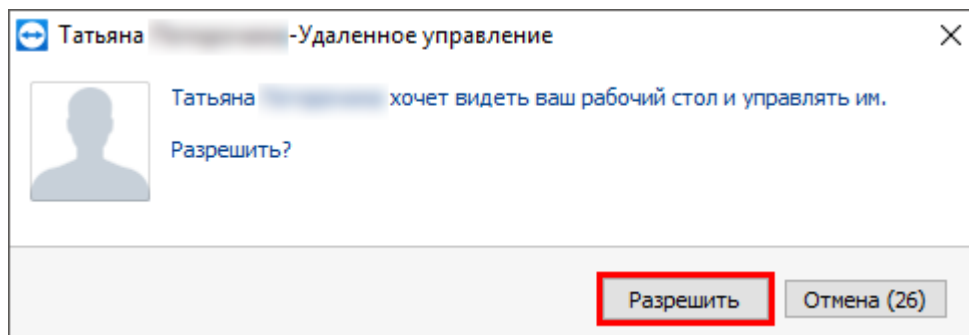 Татьяна -Удаленное управление
Татьяна хочет видеть ваш рабочий стол и управлять им.
Разрешить?
Разрешить
Отмена (26)